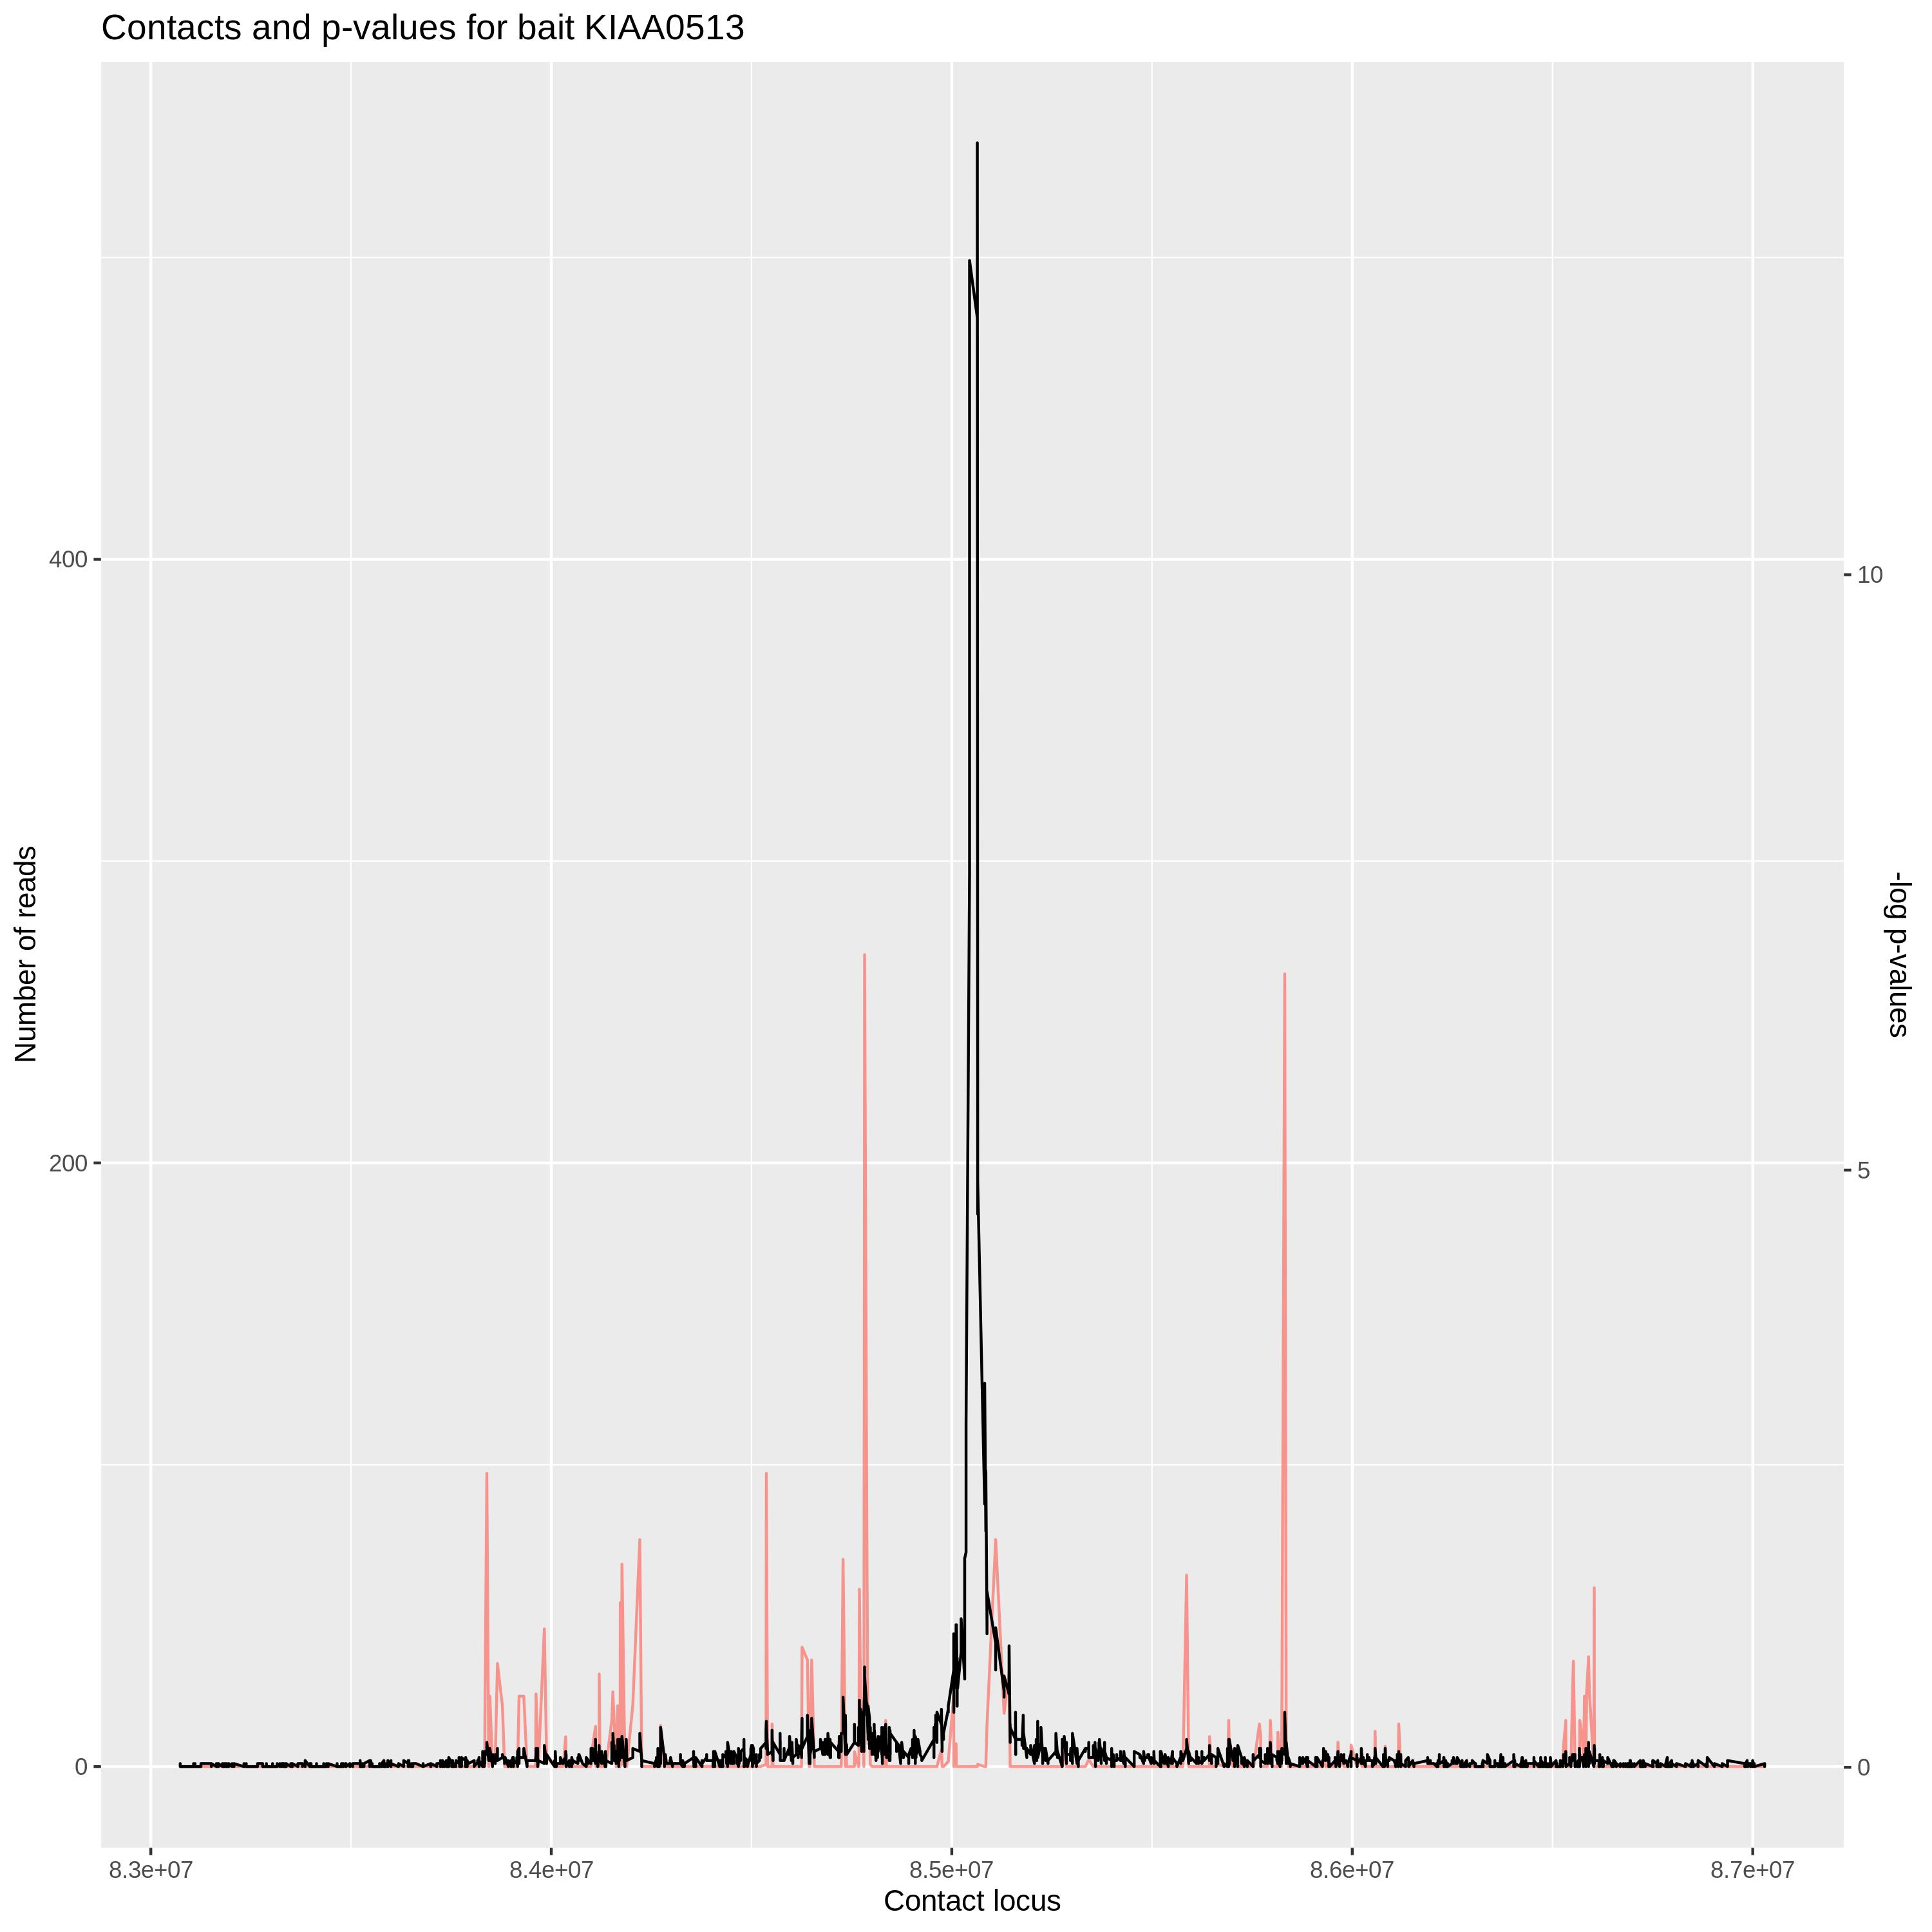 Contacts and p-values for bait KIAA0513
Number of reads
400
200
0
10
5
0
-log p-values
8.3e+07 8.4e+07 8.5e+07 8.6e+07 8.7e+07
Contact locus